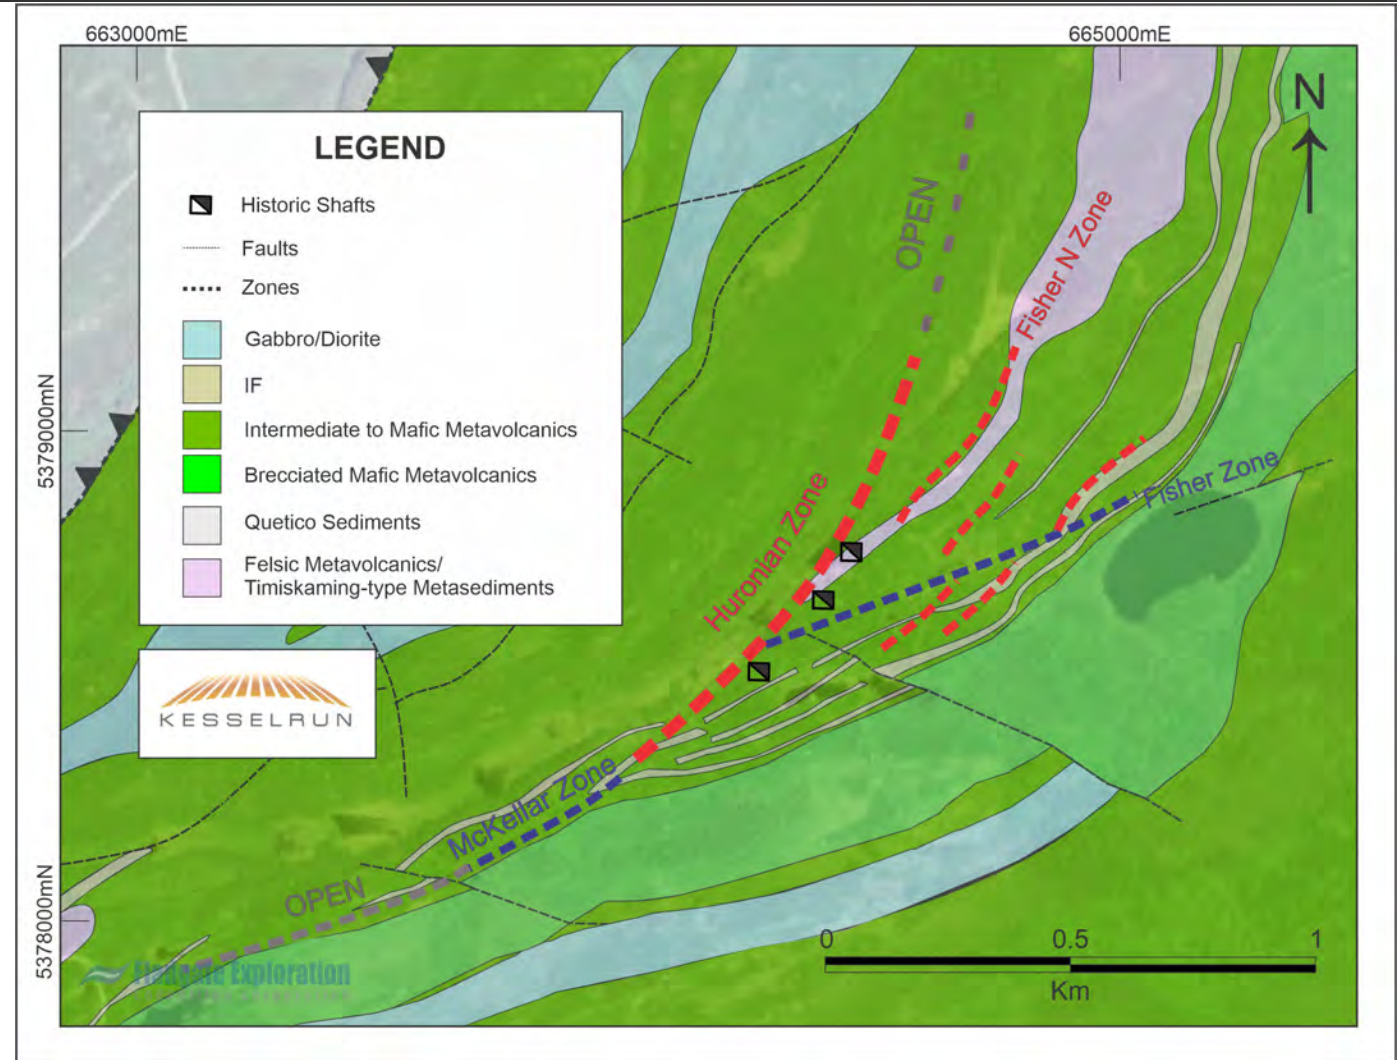 663000mE
665000mE
LEGEND
Historic Shafts
Faults
Zones
Gabbro/Diorite
IF
Intermediate to Mafic Metavolcanics
Brecciated Mafic Metavolcanics
Quetico Sediments
Felsic Metavolcanics/
Timiskaming-type Metasediments
N
OPEN
Fisher N Zone
5379000mN
Huronian Zone
Fisher Zone
KESSELRUN
McKellar Zone
OPEN
5378000mN
Exploration
0 0.5 1
Km